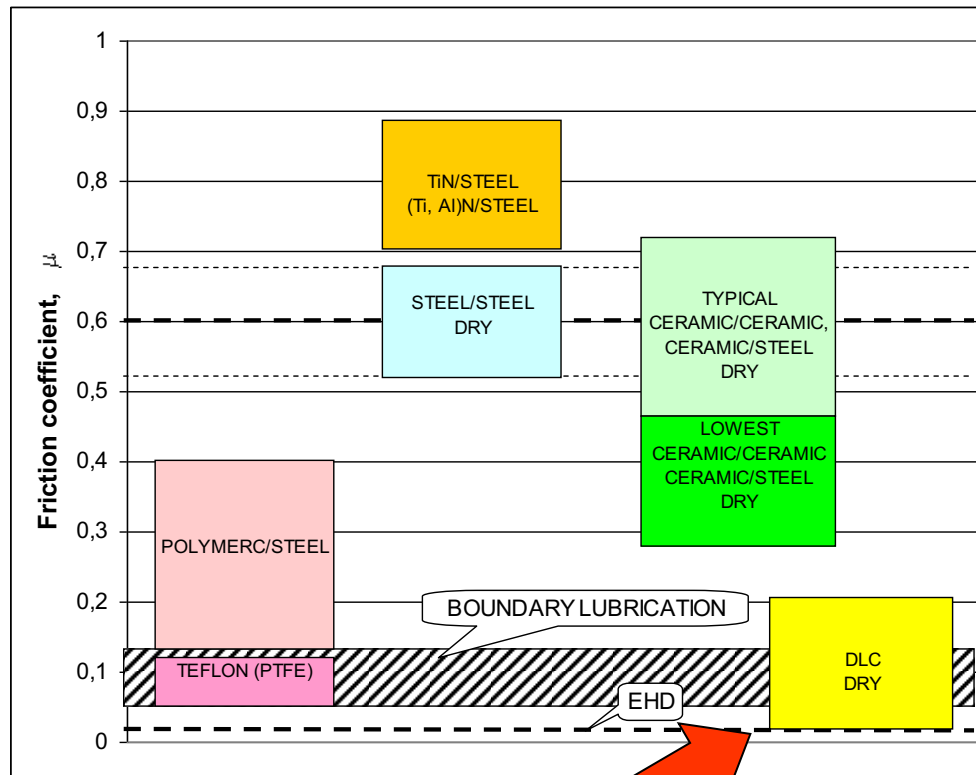 Friction coefficient, μ
1
0,9
0,8
0,7
0,6
0,5
0,4
0,3
0,2
0,1
0
TiN/STEEL
(Ti, Al)N/STEEL
STEEL/STEEL
DRY
TYPICAL
CERAMIC/CERAMIC,
CERAMIC/STEEL
DRY
LOWEST
CERAMIC/CERAMIC
CERAMIC/STEEL
DRY
POLYMERC/STEEL
BOUNDARY LUBRICATION
TEFLON (PTFE)
EHD
DLC
DRY